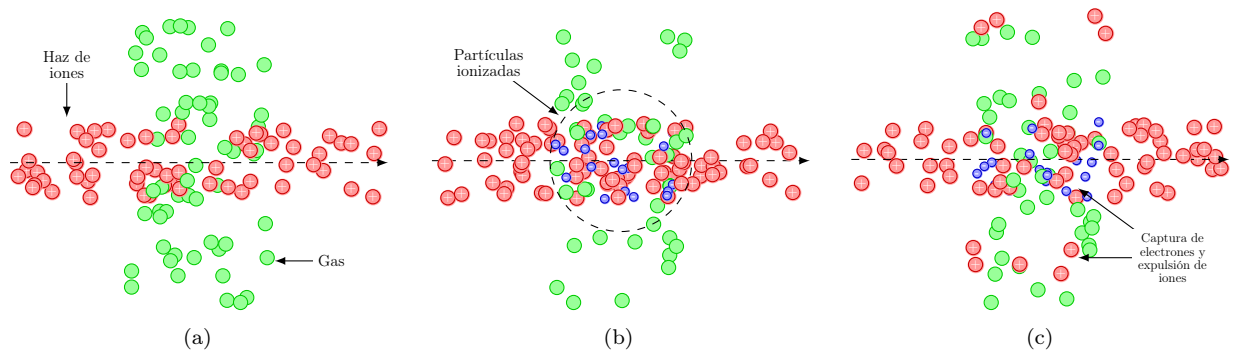 Haz de
iones
Gas
(a)
Partículas
ionizadas
(b)
Captura de
electrones y
expulsión de
iones
(c)